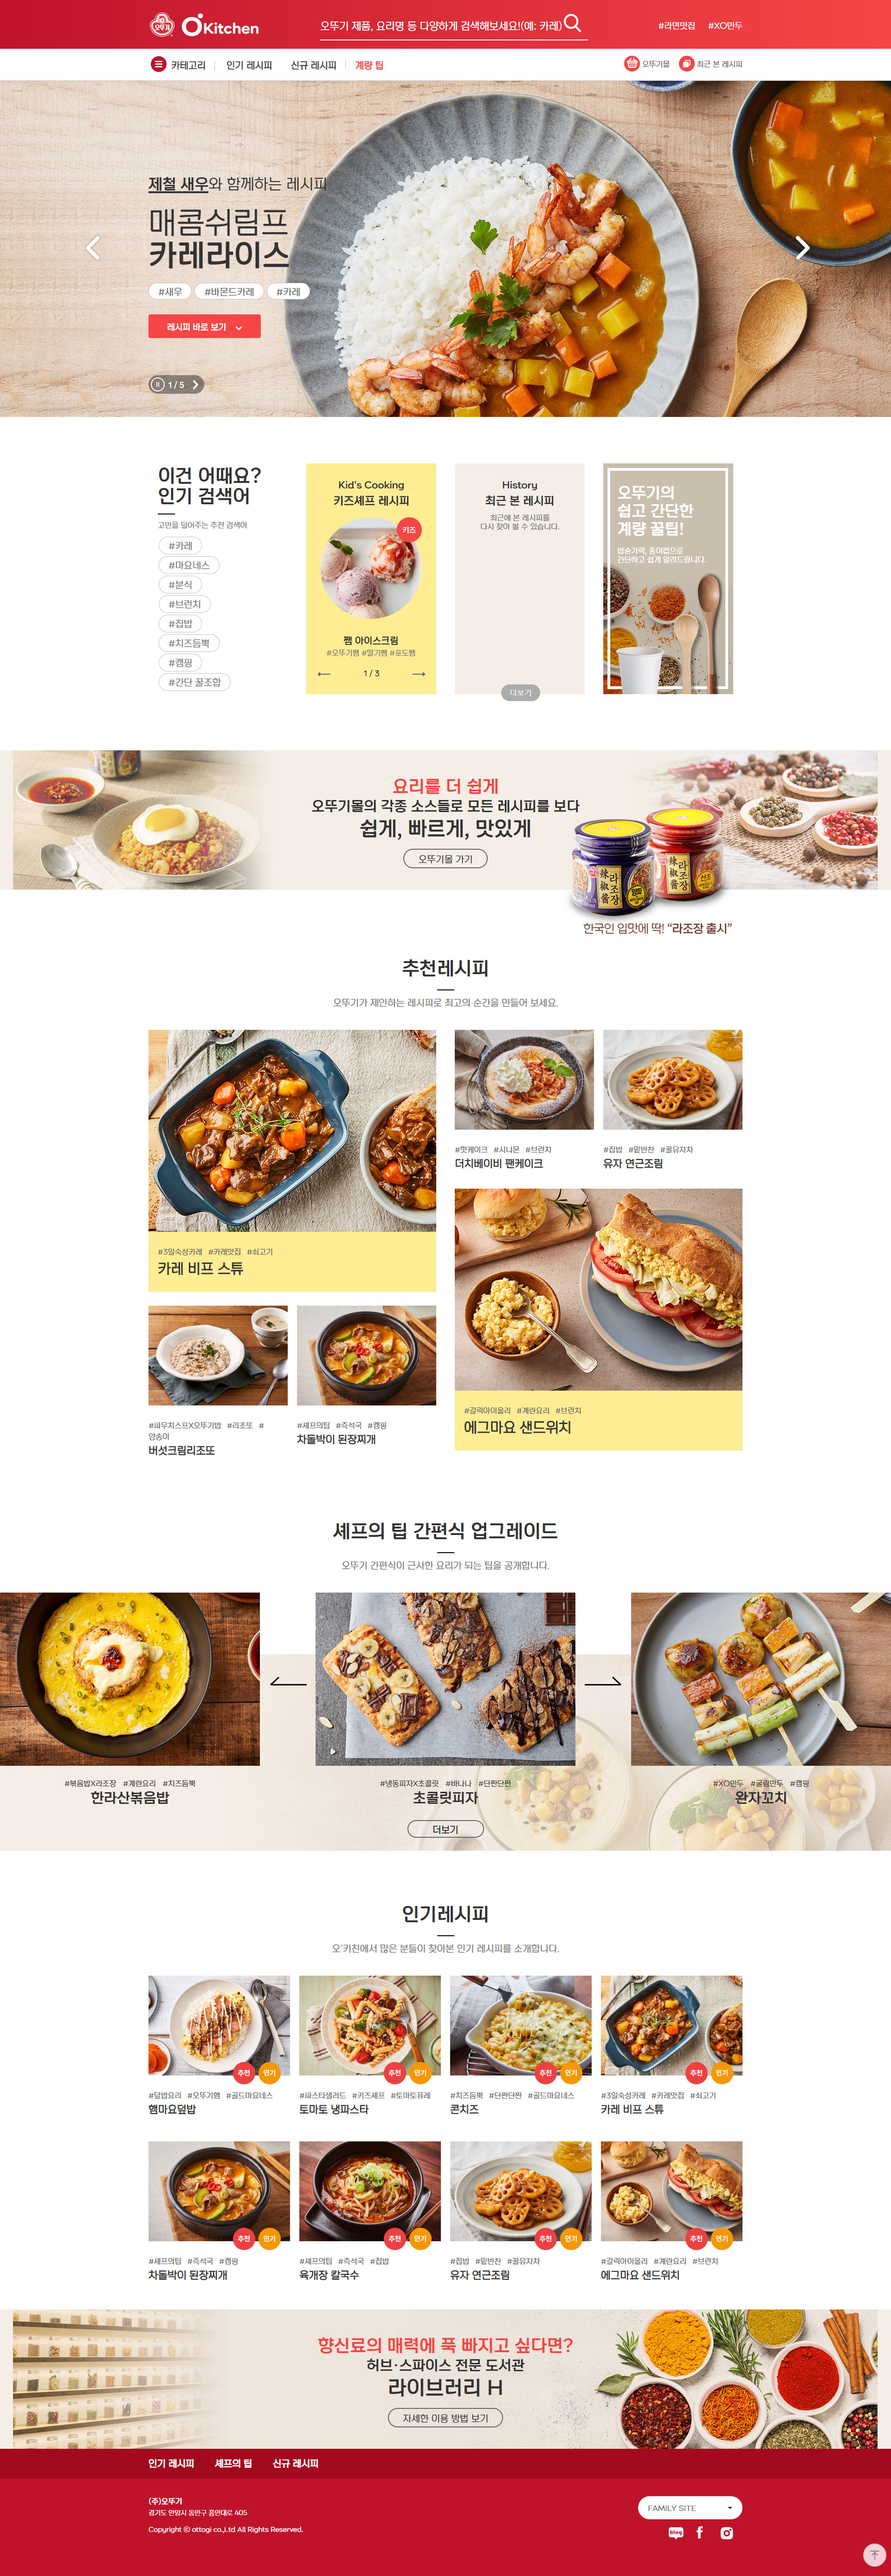 오뚜기 O'Kitchen
오뚜기 제품, 요리명 등 다양하게 검색해보세요!(예: 카레)
#라면맛집 #XO만두
카테고리 인기 레시피 신규 레시피 계량 팁
오뚜기몰 최근 본 레시피
제철 새우와 함께하는 레시피
매콤쉬림프
카레라이스
#새우 #바몬드카레 #카레
레시피 바로 보기
1 / 5
이건 어때요?
인기 검색어
고민을 덜어주는 추천 검색어
#카레
#마요네스
#분식
#브런치
#집밥
#치즈듬뿍
#캠핑
#간단 꿀조합
Kid's Cooking
키즈셰프 레시피
키즈
쨈 아이스크림
#오뚜기쨈 #딸기쨈 #포도쨈
1 / 3
History
최근 본 레시피
최근에 본 레시피를
다시 찾아 볼 수 있습니다.
더보기
오뚜기의
쉽고 간단한
계량 꿀팁!
밥숟가락, 종이컵으로
간단하고 쉽게 알려드립니다.
요리를 더 쉽게
오뚜기몰의 각종 소스들로 모든 레시피를 보다
쉽게, 빠르게, 맛있게
오뚜기몰 가기
라조장
辣椒醬
라조장
辣椒醬
한국인 입맛에 딱! “라조장 출시”
추천레시피
오뚜기가 제안하는 레시피로 최고의 순간을 만들어 보세요.
#3일숙성카레 #카레맛집 #쇠고기
카레 비프 스튜
#핫케이크 #시나몬 #브런치
더치베이비 팬케이크
#집밥 #밑반찬 #꿀유자차
유자 연근조림
#파우치스프X오뚜기밥 #리조또 #
양송이
버섯크림리조또
#셰프의팁 #즉석국 #캠핑
차돌박이 된장찌개
#갈릭아이올리 #계란요리 #브런치
에그마요 샌드위치
셰프의 팁 간편식 업그레이드
오뚜기 간편식이 근사한 요리가 되는 팁을 공개합니다.
#볶음밥X라조장 #계란요리 #치즈듬뿍
한라산볶음밥
#냉동피자X초콜릿 #바나나 #단짠단짠
초콜릿피자
#XO만두 #굴림만두 #캠핑
완자꼬치
더보기
인기레시피
오'키친에서 많은 분들이 찾아본 인기 레시피를 소개합니다.
추천 인기
#덮밥요리 #오뚜기햄 #골드마요네스
햄마요덮밥
추천 인기
#파스타샐러드 #키즈셰프 #토마토퓨레
토마토 냉파스타
추천 인기
#치즈듬뿍 #단짠단짠 #골드마요네스
콘치즈
추천 인기
#3일숙성카레 #카레맛집 #쇠고기
카레 비프 스튜
추천 인기
#셰프의팁 #즉석국 #캠핑
차돌박이 된장찌개
추천 인기
#셰프의팁 #즉석국 #집밥
육개장 칼국수
추천 인기
#집밥 #밑반찬 #꿀유자차
유자 연근조림
추천 인기
#갈릭아이올리 #계란요리 #브런치
에그마요 샌드위치
향신료의 매력에 푹 빠지고 싶다면?
허브·스파이스 전문 도서관
라이브러리 H
자세한 이용 방법 보기
인기 레시피 셰프의 팁 신규 레시피
(주)오뚜기
경기도 안양시 동안구 흥안대로 405
Copyright © ottogi co.,Ltd All Rights Reserved.
FAMILY SITE
blog